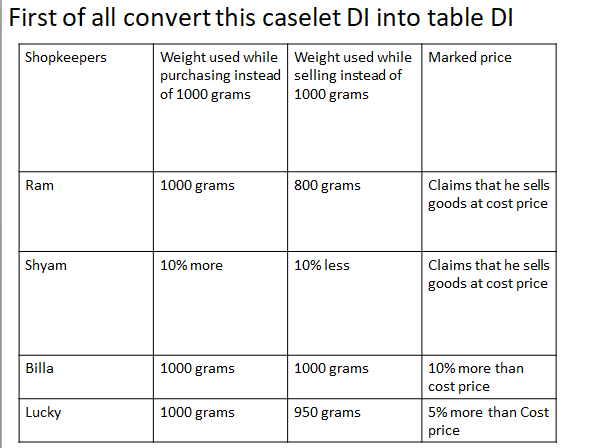 First of all convert this caselet DI into table DI
Shopkeepers
Weight used while
purchasing instead
of 1000 grams
Weight used while
selling instead of
1000 grams
Marked price
Ram
1000 grams
800 grams
Claims that he sells
goods at cost price
Shyam
10% more
10% less
Claims that he sells
goods at cost price
Billa
1000 grams
1000 grams
10% more than
cost price
Lucky
1000 grams
950 grams
5% more than Cost
price